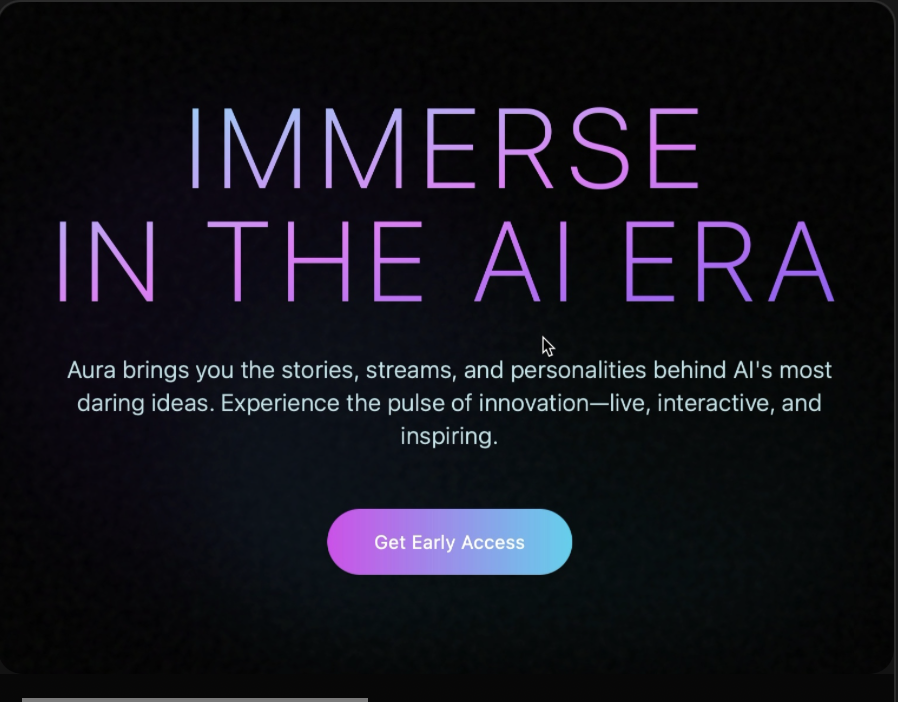 IMMERSE
IN THE AI ERA
Aura brings you the stories, streams, and personalities behind AI's most
daring ideas. Experience the pulse of innovation—live, interactive, and
inspiring.
Get Early Access